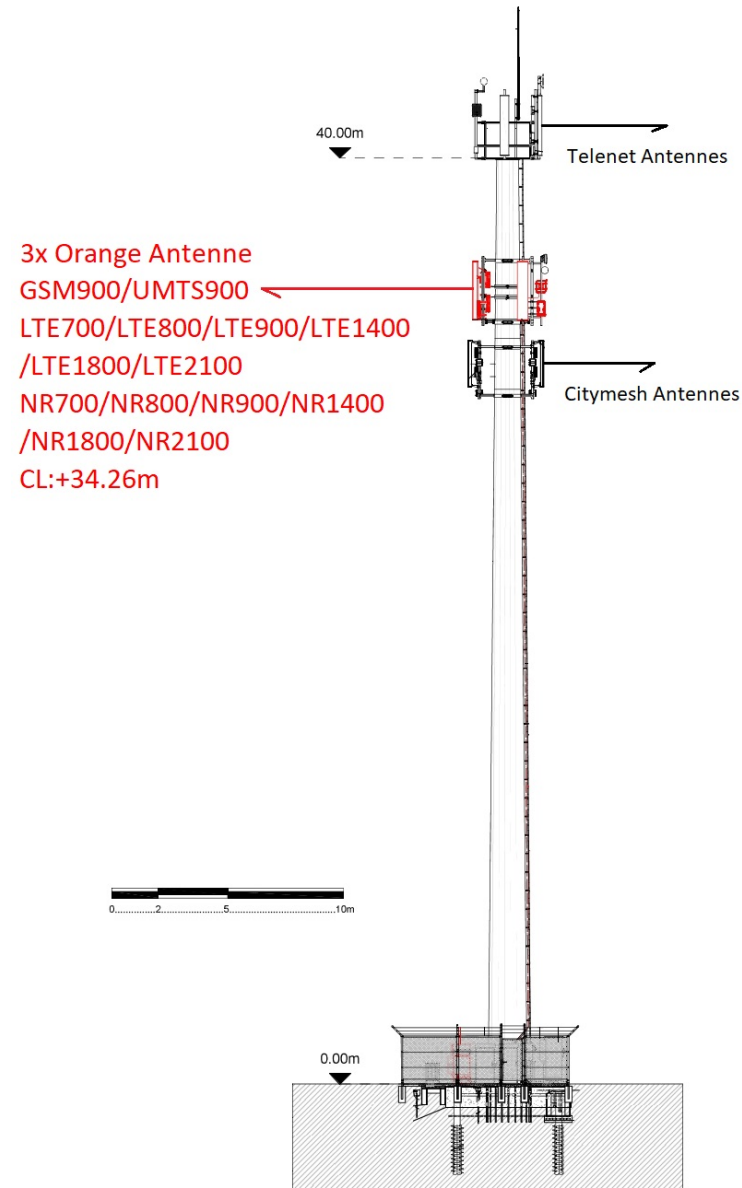 40.00m
Telenet Antennes
3x Orange Antenne
GSM900/UMTS900
LTE700/LTE800/LTE900/LTE1400
/LTE1800/LTE2100
NR700/NR800/NR900/NR1400
/NR1800/NR2100
CL:+34.26m
Citymesh Antennes
0 2 5 10m
0.00m